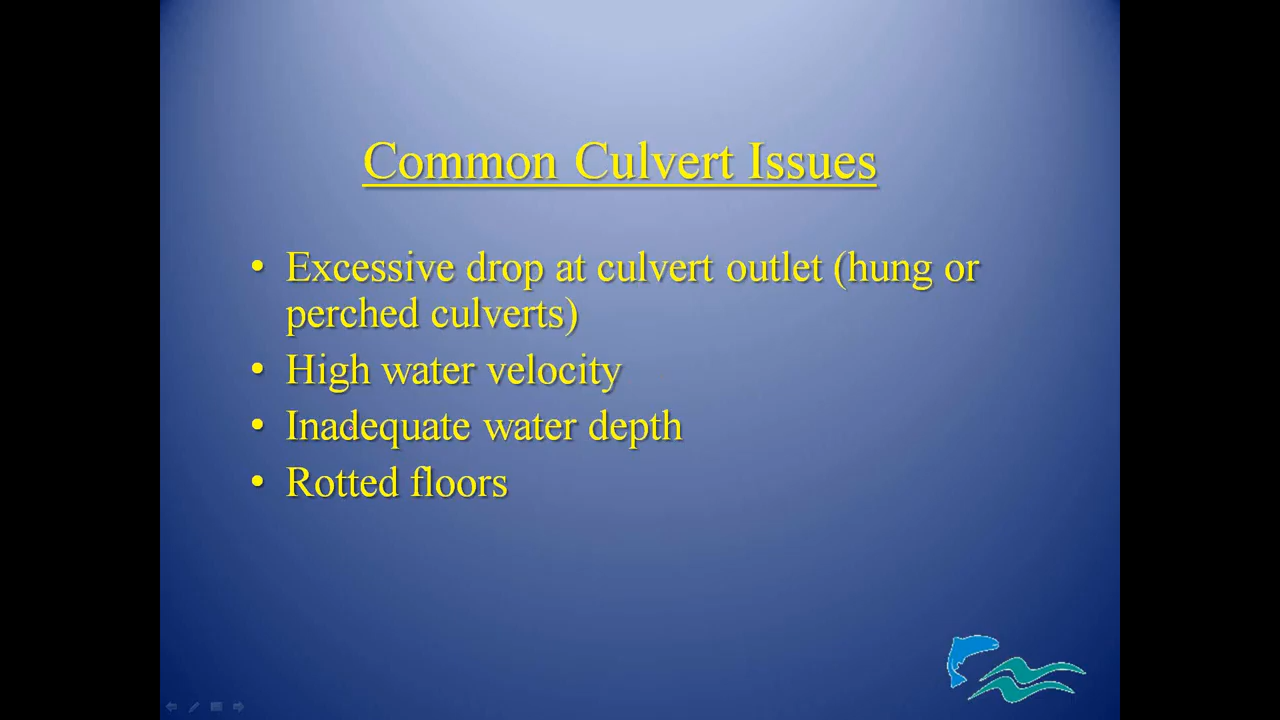 Common Culvert Issues
• Excessive drop at culvert outlet (hung or
perched culverts)
• High water velocity
• Inadequate water depth
• Rotted floors